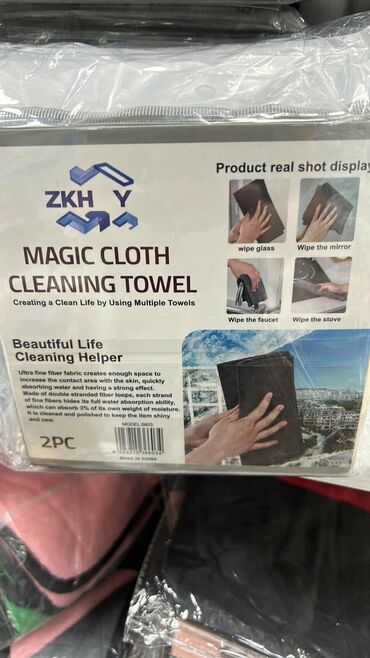 ZKH Y
MAGIC CLOTH
CLEANING TOWEL
Creating a Clean Life by Using Multiple Towels
Product real shot display
wipe glass
Wipe the mirror
Wipe the faucet
Wipe the stove
Beautiful Life
Cleaning Helper
Ultra fine fiber fabric creates enough space to
increase the contact area with the skin, quickly
absorbing water and having a strong effect.
Made of double stranded fiber loops, each strand
of fine fibers hides its full water absorption ability,
which can absorb 3% of its own weight of moisture.
It is cleaned and polished to keep the item shiny
and new.
2PC
MODEL:6603
MADE IN CHINA